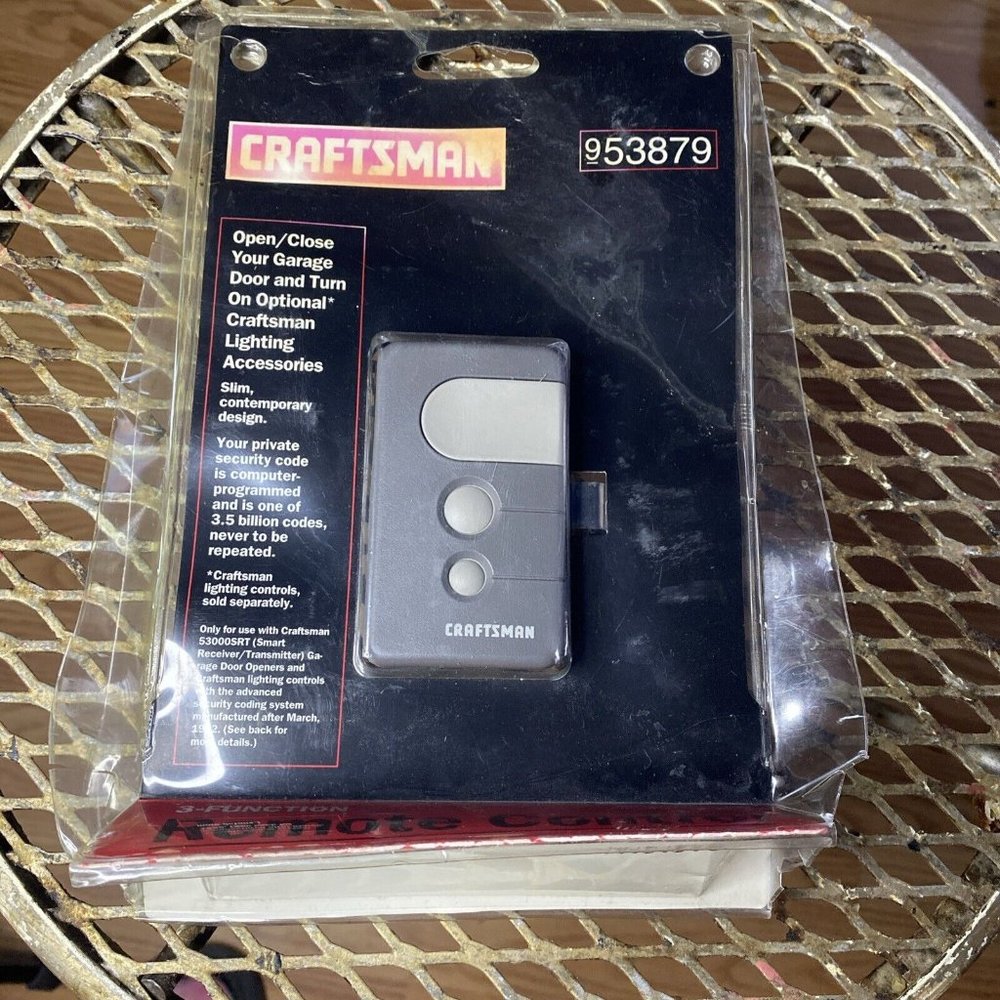 CRAFTSMAN
953879
Open/Close
Your Garage
Door and Turn
On Optional*
Craftsman
Lighting
Accessories
Slim,
contemporary
design.
Your private
security code
is computer-
programmed
and is one of
3.5 billion codes,
never to be
repeated.
*Craftsman
lighting controls,
sold separately.
Only for use with Craftsman
53000SRT (Smart
Receiver/Transmitter) Ga-
rage Door Openers and
Craftsman lighting controls
with the advanced
security coding system
manufactured after March,
(See back for
more details.)
CRAFTSMAN
3-FUNCTION
Remote Control